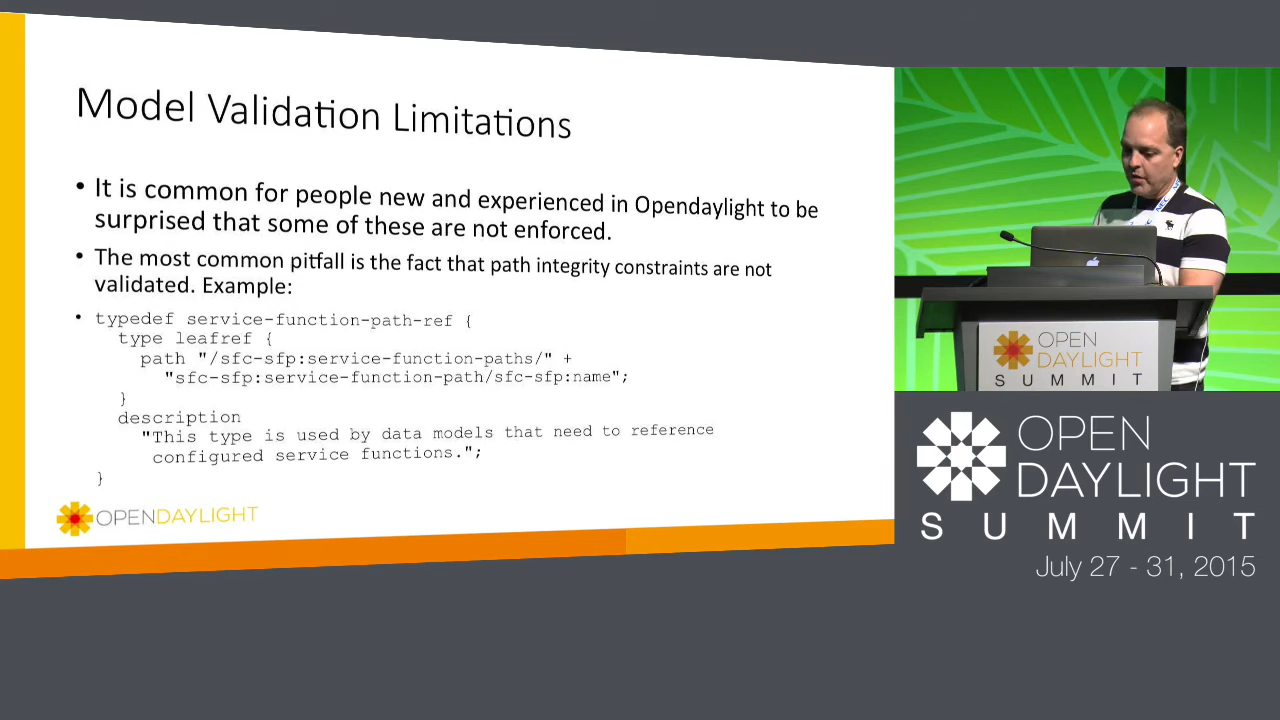 Model Validation Limitations
• It is common for people new and experienced in Opendaylight to be
surprised that some of these are not enforced.
• The most common pitfall is the fact that path integrity constraints are not
validated. Example:
• typedef service-function-path-ref {
type leafref {
path "/sfc-sfp:service-function-paths/" +
"sfc-sfp:service-function-path/sfc-sfp:name";
}
description
"This type is used by data models that need to reference
configured service functions.";
}
OPENDAYLIGHT
OPEN
DAYLIGHT
SUMMIT
OPEN
DAYLIGHT
SUMMIT
July 27 - 31, 2015